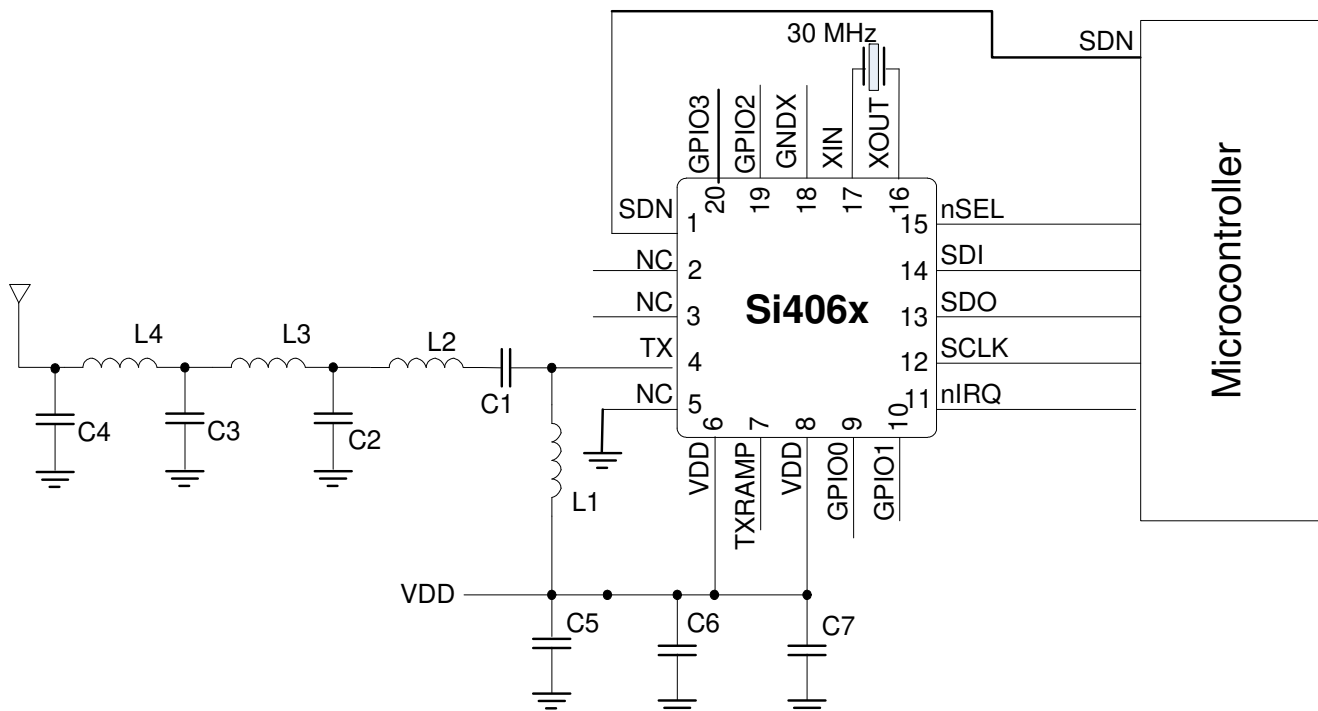 30 MHz
SDN
GPIO3
GPIO2
GNDX
XIN
XOUT
20
19
18
17
16
SDN
1
NC
2
NC
3
TX
4
NC
5
Si406x
15
nSEL
14
SDI
13
SDO
12
SCLK
11
nIRQ
Microcontroller
6
7
8
9
10
VDD
TXRAMP
VDD
GPIO0
GPIO1
L4
L3
L2
C1
C4
C3
C2
L1
VDD
C5
C6
C7